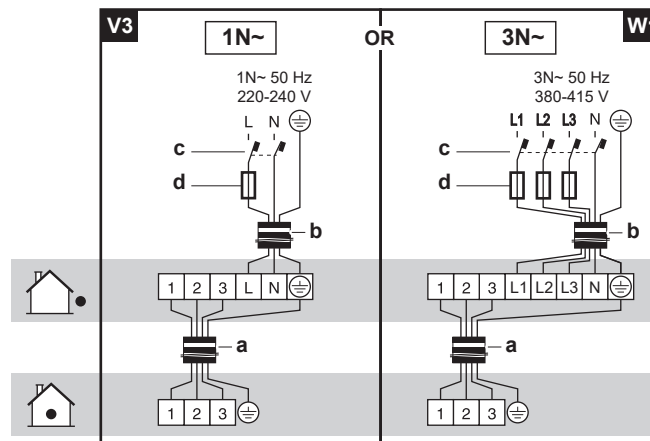 V3
1N~
OR
3N~
W1
1N~ 50 Hz
220-240 V
3N~ 50 Hz
380-415 V
L N
L1 L2 L3 N
c
c
d
d
b
b
1 2 3 L N
1 2 3 L1 L2 L3 N
a
a
1 2 3
1 2 3